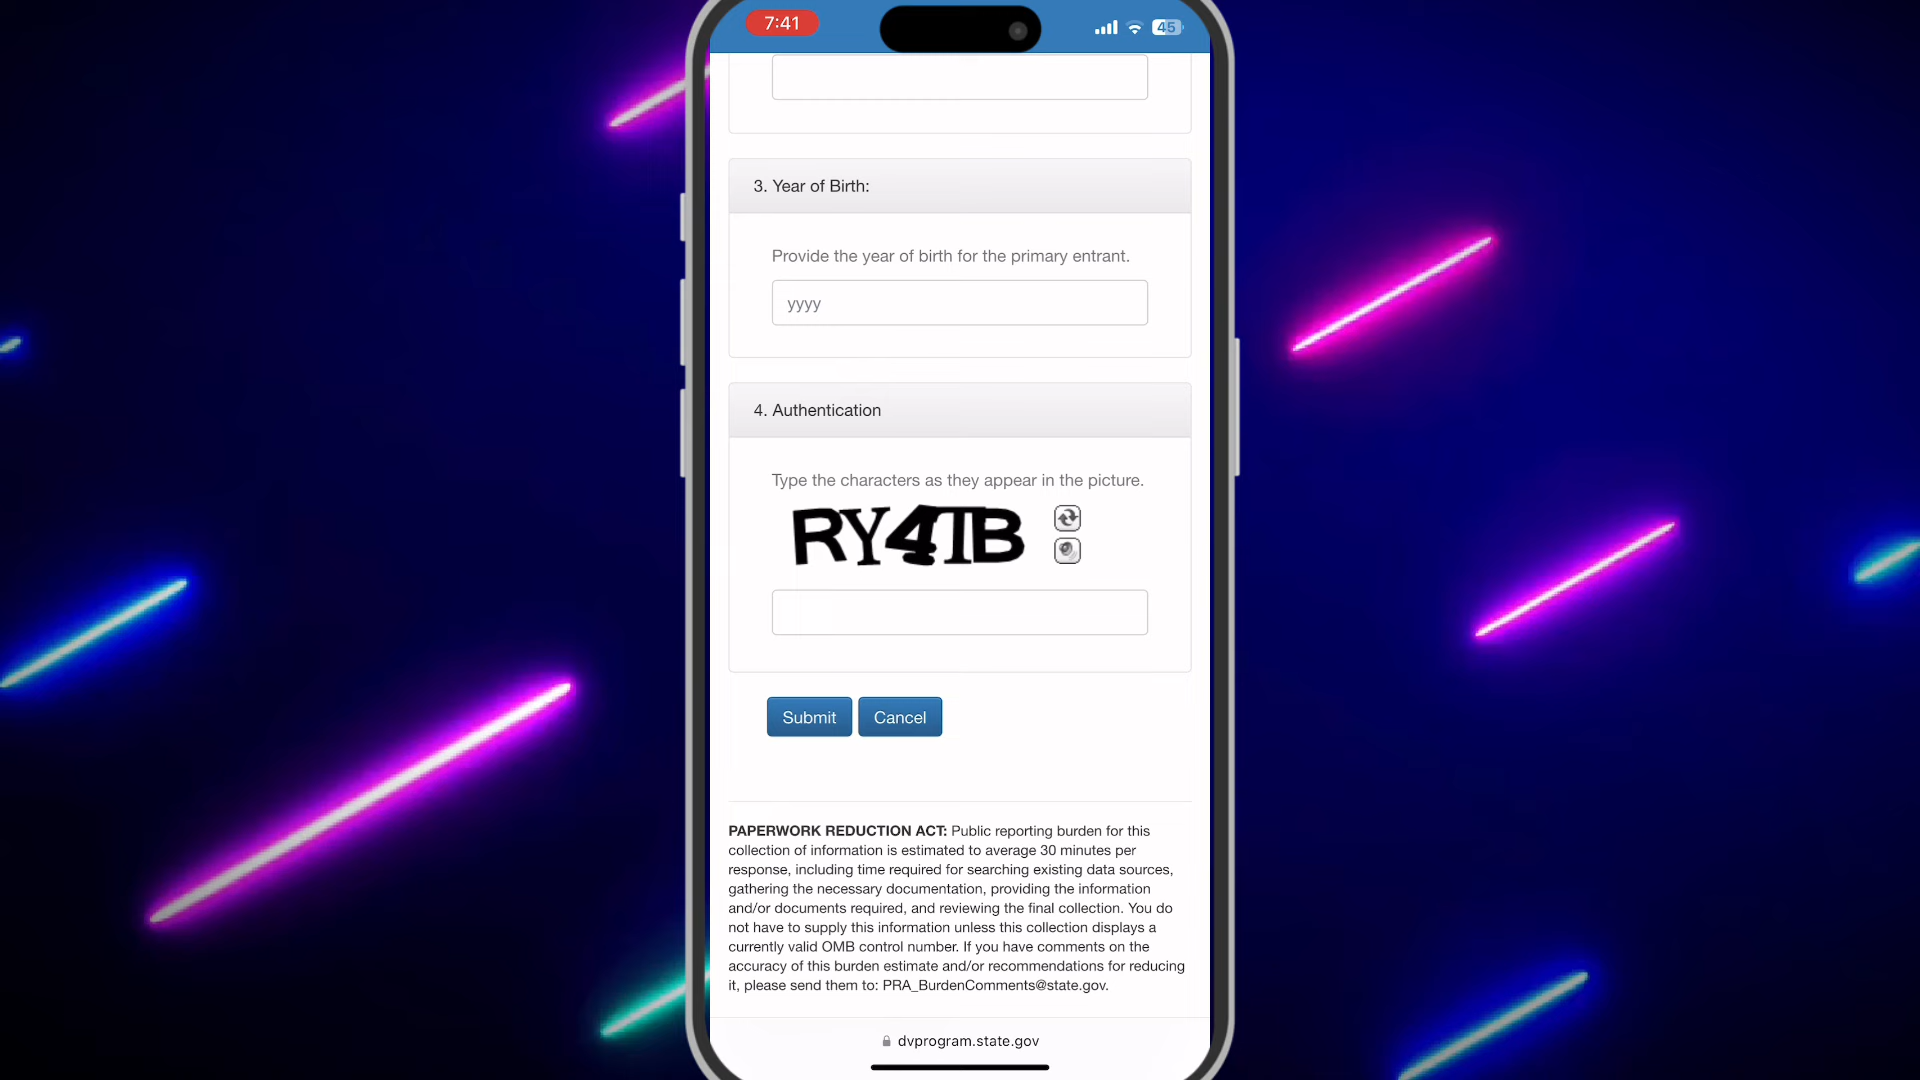 7:41
45
3. Year of Birth:
Provide the year of birth for the primary entrant.
yyyy
4. Authentication
Type the characters as they appear in the picture.
RY4TB
Submit Cancel
PAPERWORK REDUCTION ACT: Public reporting burden for this
collection of information is estimated to average 30 minutes per
response, including time required for searching existing data sources,
gathering the necessary documentation, providing the information
and/or documents required, and reviewing the final collection. You do
not have to supply this information unless this collection displays a
currently valid OMB control number. If you have comments on the
accuracy of this burden estimate and/or recommendations for reducing
it, please send them to: PRA_BurdenComments@state.gov.
dvprogram.state.gov